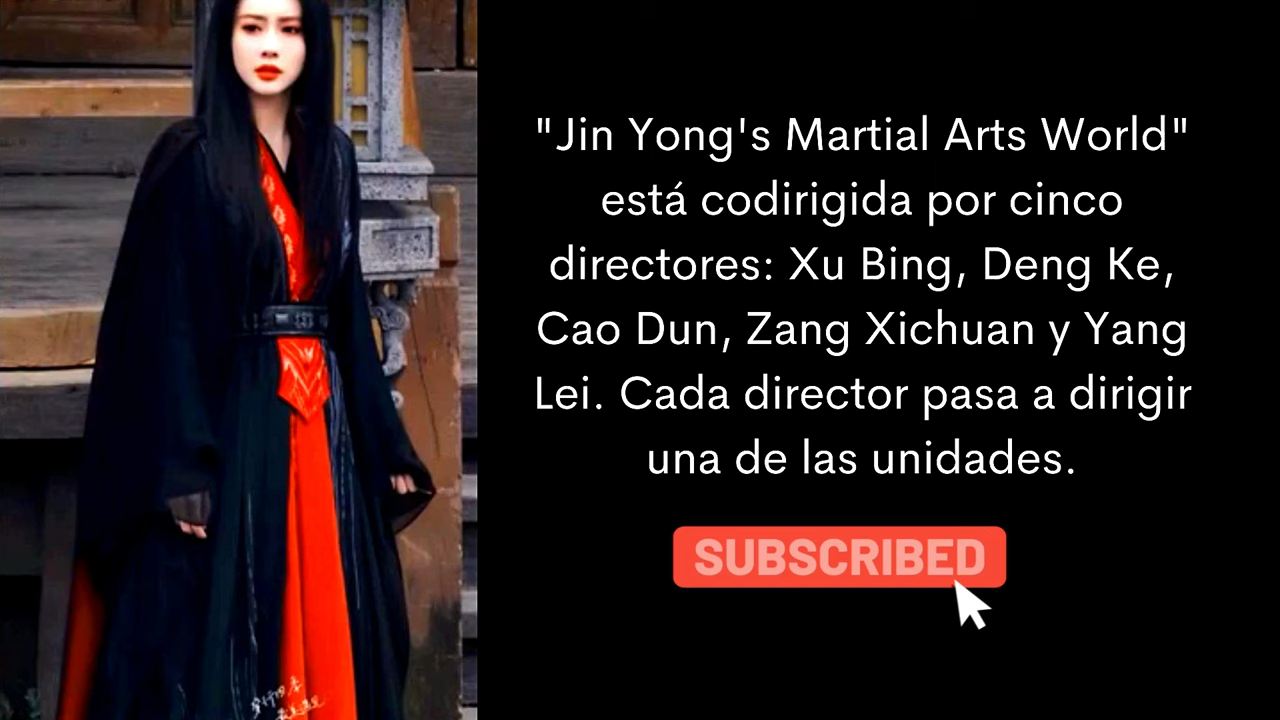 "Jin Yong's Martial Arts World"
está codirigida por cinco
directores: Xu Bing, Deng Ke,
Cao Dun, Zang Xichuan y Yang
Lei. Cada director pasa a dirigir
una de las unidades.
SUBSCRIBED